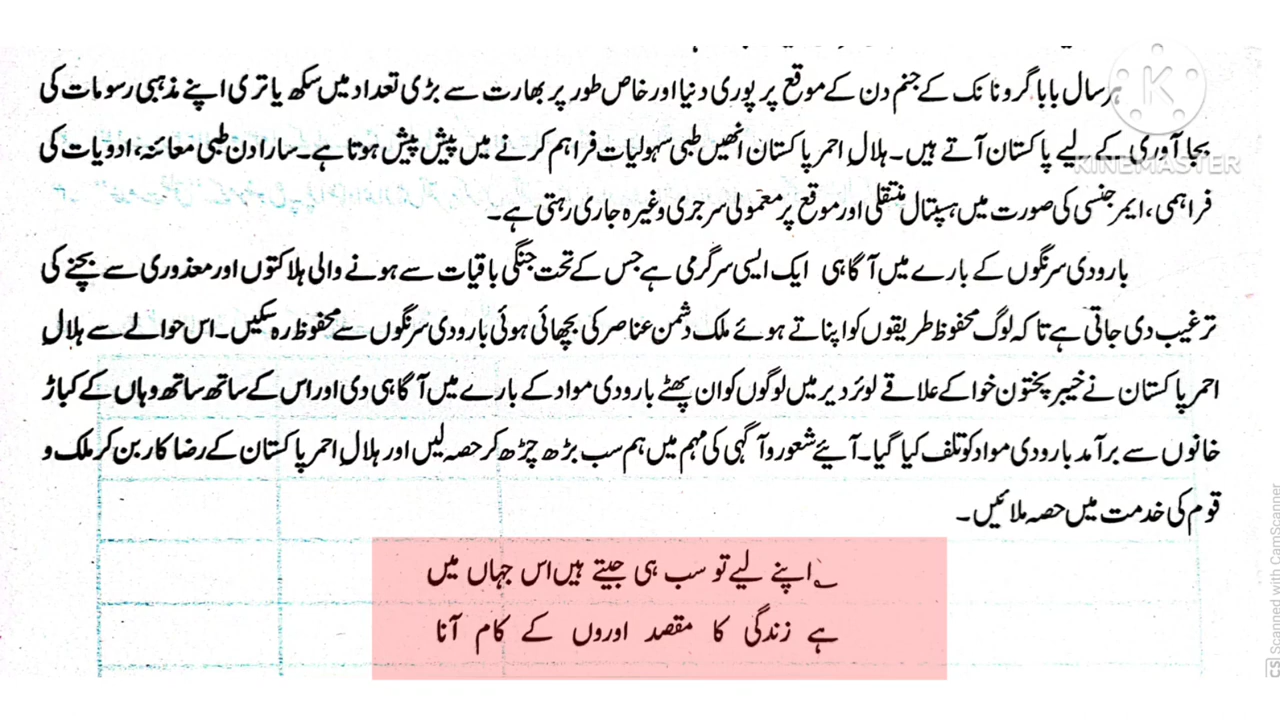 ہر سال بابا گرو نانک کے جنم دن کے موقع پر پوری دنیا اور خاص طور پر بھارت سے بڑی تعداد میں سکھ یاتری اپنے مذہبی رسومات کی
بجا آوری کے لیے پاکستان آتے ہیں۔ ہلالِ احمر پاکستان انھیں طبی سہولیات فراہم کرنے میں پیش پیش ہوتا ہے۔ سارا دن طبی معائنہ، ادویات کی
فراہمی، ایمرجنسی کی صورت میں ہسپتال منتقلی اور موقع پر معمولی سرجری وغیرہ جاری رہتی ہے۔
بارودی سرنگوں کے بارے میں آگاہی ایک ایسی سرگرمی ہے جس کے تحت جنگی باقیات سے ہونے والی ہلاکتوں اور معذوری سے بچنے کی
ترغیب دی جاتی ہے تاکہ لوگ محفوظ طریقوں کو اپناتے ہوئے ملک دشمن عناصر کی بچھائی ہوئی بارودی سرنگوں سے محفوظ رہ سکیں۔ اس حوالے سے ہلالِ
احمر پاکستان نے خیبر پختون خوا کے علاقے لوئر دیر میں لوگوں کو ان پھٹے بارودی مواد کے بارے میں آگاہی دی اور اس کے ساتھ ساتھ وہاں کے کباڑ
خانوں سے برآمد بارودی مواد کو تلف کیا گیا۔ آئیے شعور و آگہی کی مہم میں ہم سب بڑھ چڑھ کر حصہ لیں اور ہلالِ احمر پاکستان کے رضا کار بن کر ملک و
قوم کی خدمت میں حصہ ملائیں۔
؎ اپنے لیے تو سب ہی جیتے ہیں اس جہاں میں
ہے زندگی کا مقصد اوروں کے کام آنا
KINEMASTER
CS Scanned with CamScanner